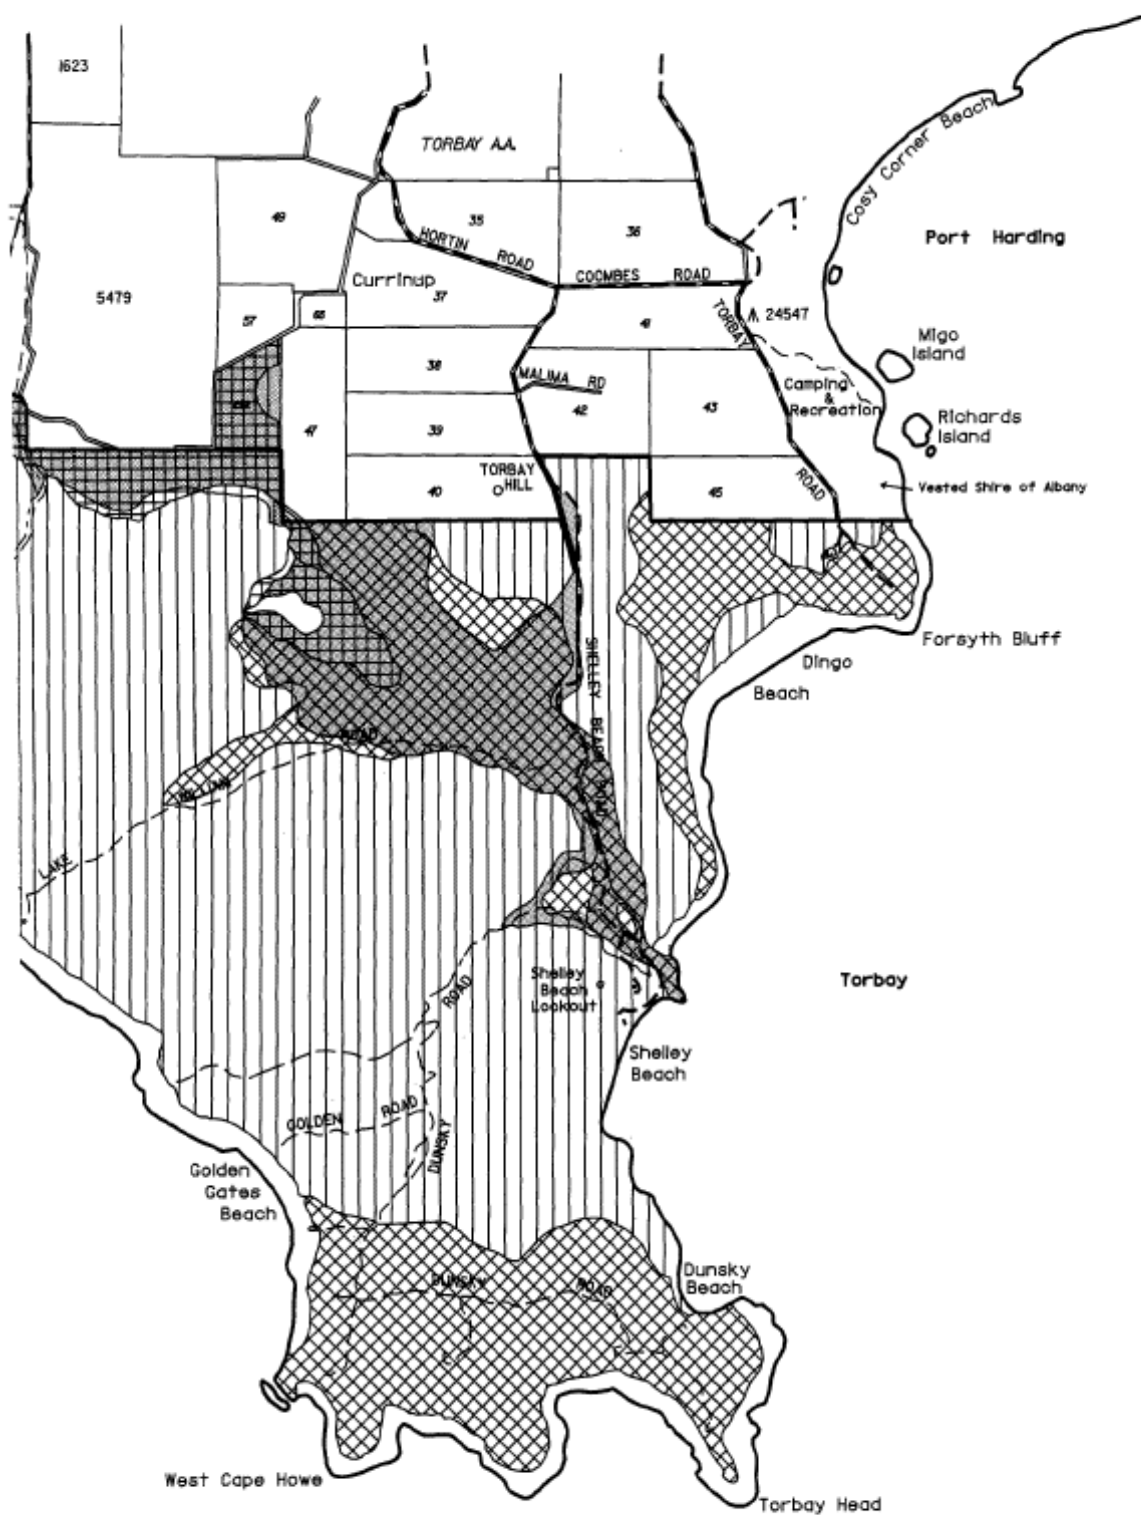 1623
TORBAY A.A.
Cosy Corner Beach
49
35
36
Port Harding
HORTIN ROAD
COOMBES ROAD
Currinup
5479
37
57
66
41
TORBAY
24547
Migo
Island
38
MALIMA RD
Camping
&
Recreation
42
43
47
39
Richards
Island
TORBAY
HILL
40
45
ROAD
Vested Shire of Albany
SHELLEY BEACH ROAD
Forsyth Bluff
Dingo
Beach
ROAD
LAKE
Shelley
Beach
Lookout
ROAD
Torbay
Shelley
Beach
GOLDEN ROAD
DUNSKY
Golden
Gates
Beach
DUNSKY ROAD
Dunsky
Beach
West Cape Howe
Torbay Head